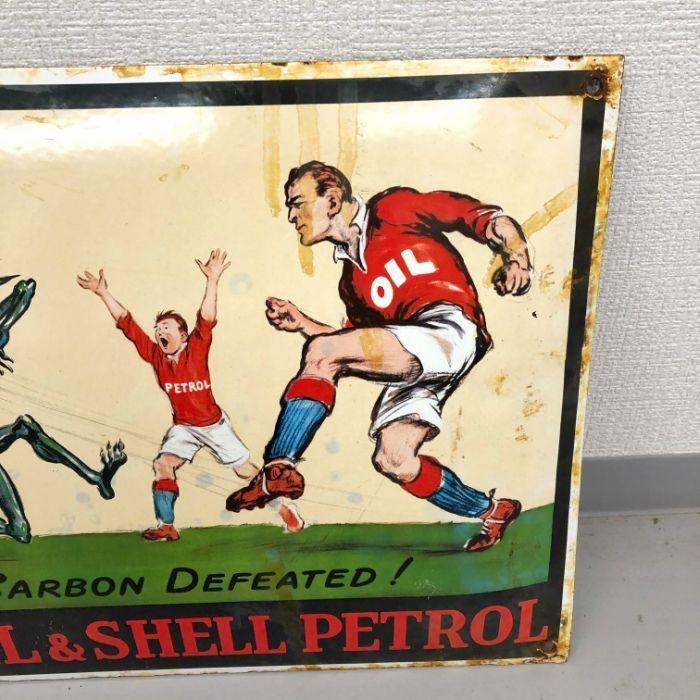 OIL
PETROL
CARBON DEFEATED!
L & SHELL PETROL